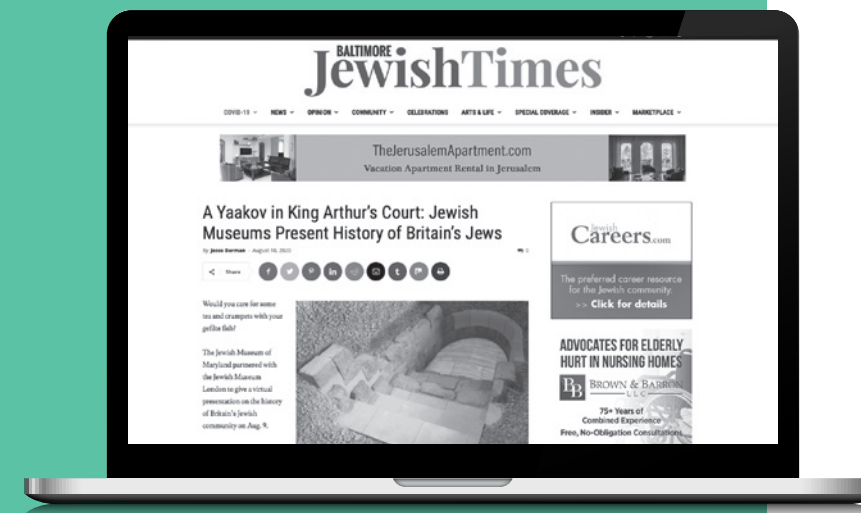 BALTIMORE
JewishTimes
COVID-19 NEWS OPINION COMMUNITY CELEBRATIONS ARTS & LIFE SPECIAL COVERAGE INSIDER MARKETPLACE
TheJerusalemApartment.com
Vacation Apartment Rental in Jerusalem
A Yaakov in King Arthur's Court: Jewish
Museums Present History of Britain's Jews
Share
Would you care for some
tea and crumpets with your
gefilte fish?
The Jewish Museum of
Maryland partnered with
the Jewish Museum
London to give a virtual
presentation on the history
of Britain's Jewish
community on Aug. 9.
Jewish
Careers.com
The preferred career resource
for the Jewish community
>> Click for details
ADVOCATES FOR ELDERLY
HURT IN NURSING HOMES
BB BROWN & BARRON
LLC
75+ Years of
Combined Experience
Free, No-Obligation Consultations